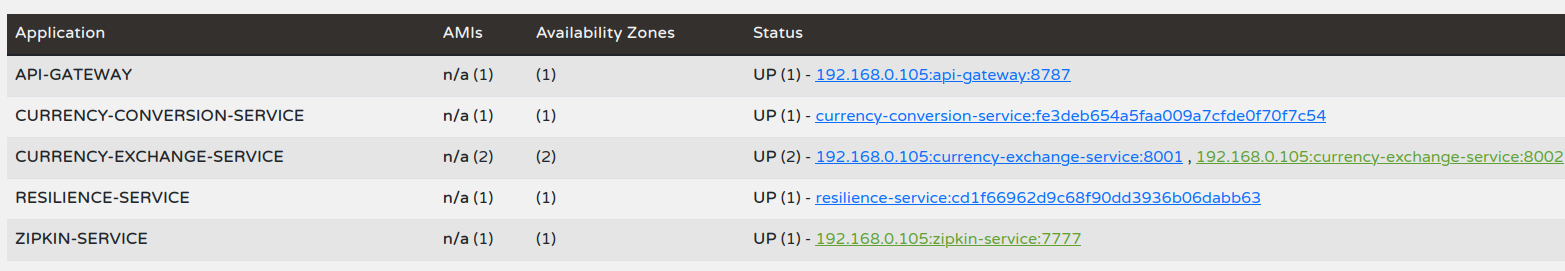 Application AMIs Availability Zones Status
API-GATEWAY n/a (1) (1) UP (1) - 192.168.0.105:api-gateway:8787
CURRENCY-CONVERSION-SERVICE n/a (1) (1) UP (1) - currency-conversion-service:fe3deb654a5faa009a7cfde0f70f7c54
CURRENCY-EXCHANGE-SERVICE n/a (2) (2) UP (2) - 192.168.0.105:currency-exchange-service:8001 , 192.168.0.105:currency-exchange-service:8002
RESILIENCE-SERVICE n/a (1) (1) UP (1) - resilience-service:cd1f66962d9c68f90dd3936b06dabb63
ZIPKIN-SERVICE n/a (1) (1) UP (1) - 192.168.0.105:zipkin-service:7777